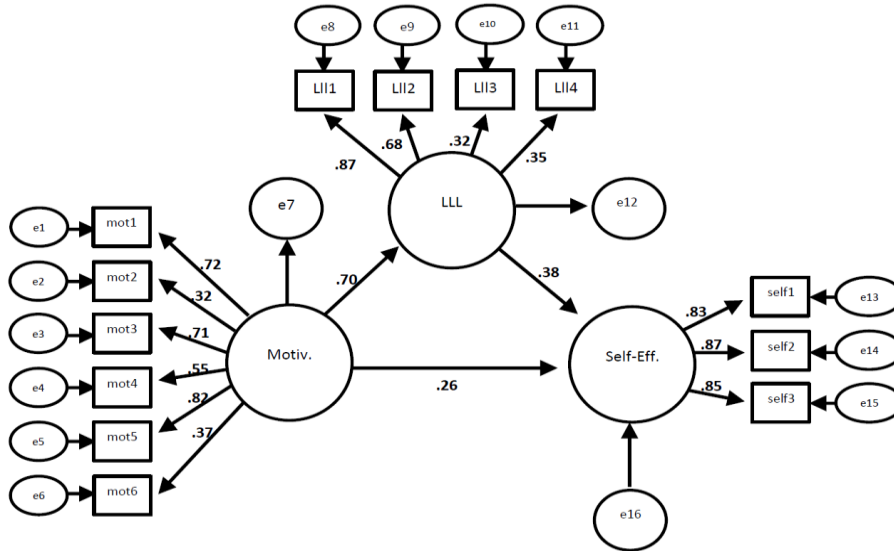 e8
e9
e10
e11
Lll1
Lll2
Lll3
Lll4
.87
.68
.32
.35
e7
LLL
e12
e1
mot1
e2
mot2
e3
mot3
e4
mot4
e5
mot5
e6
mot6
.72
.32
.71
.55
.82
.37
Motiv.
.70
.38
.26
Self-Eff.
.83
.87
.85
self1
e13
self2
e14
self3
e15
e16